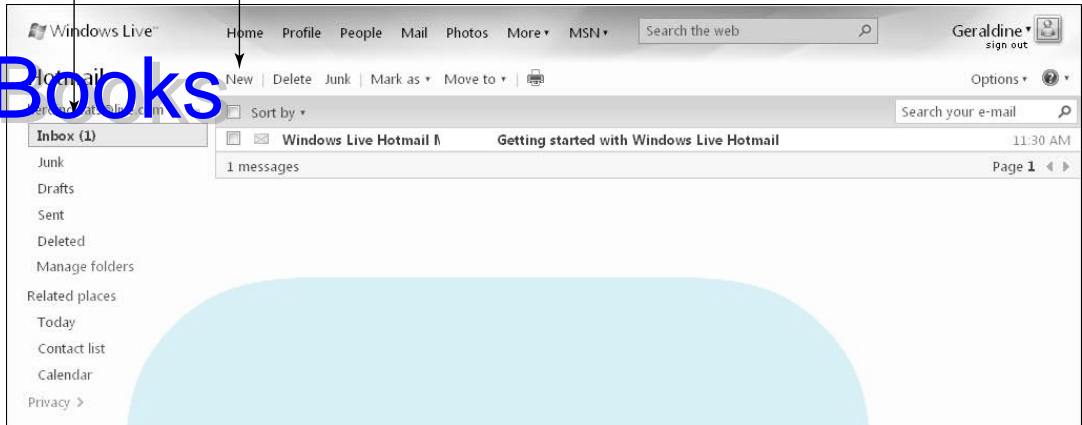 Windows Live™
Home Profile People Mail Photos More MSN Search the web Geraldine
sign out
Hotmail
Books
New | Delete Junk | Mark as Move to | Options
Sort by Search your e-mail
Inbox (1)
Windows Live Hotmail Getting started with Windows Live Hotmail 11:30 AM
1 messages Page 1
Junk
Drafts
Sent
Deleted
Manage folders
Related places
Today
Contact list
Calendar
Privacy >